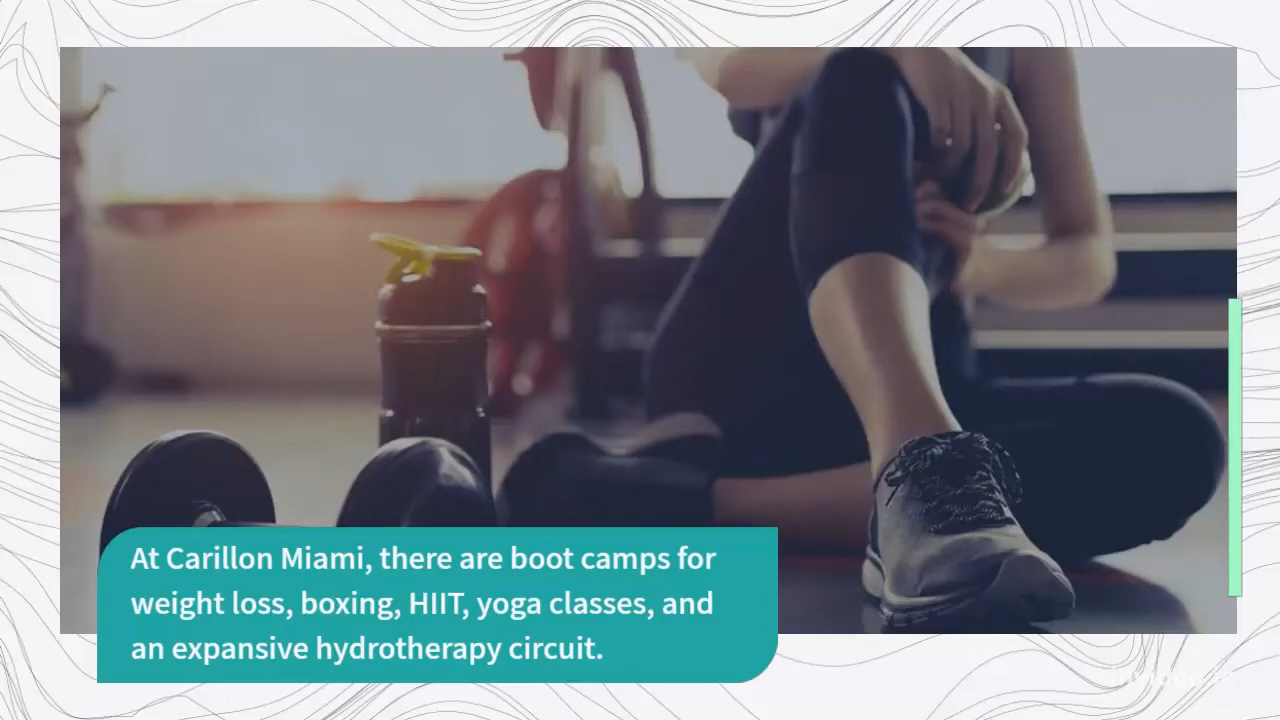 At Carillon Miami, there are boot camps for
weight loss, boxing, HIIT, yoga classes, and
an expansive hydrotherapy circuit.